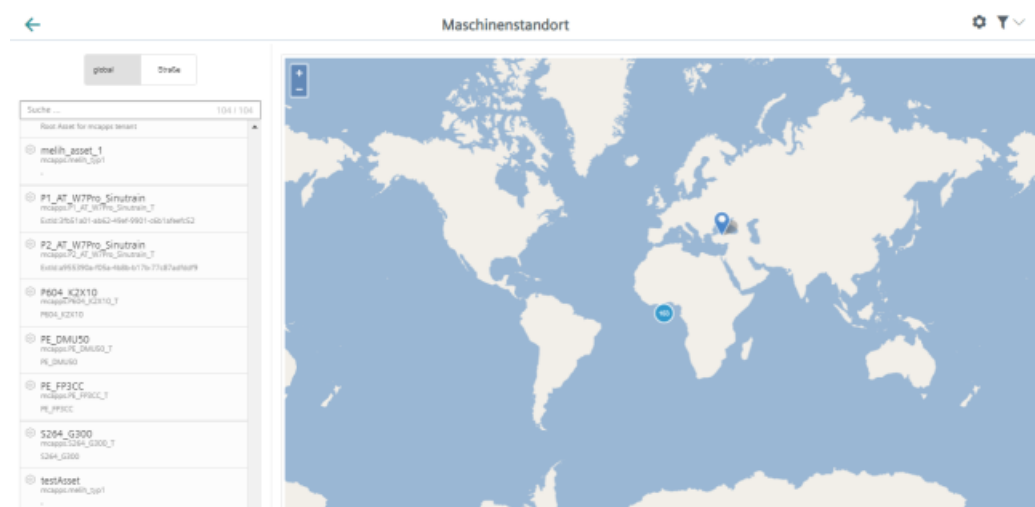 Maschinenstandort
global Straße
Suche ... 104 / 104
Root Asset for mcapps tenant
melih_asset_1
mcapps.melih_typ1
-
P1_AT_W7Pro_Sinutrain
mcapps.P1_AT_W7Pro_Sinutrain_T
P2_AT_W7Pro_Sinutrain
mcapps.P2_AT_W7Pro_Sinutrain_T
P604_K2X10
mcapps.P604_K2X10_T
P604_K2X10
PE_DMU50
mcapps.PE_DMU50_T
PE_DMU50
PE_FP3CC
mcapps.PE_FP3CC_T
PE_FP3CC
S264_G300
mcapps.S264_G300_T
S264_G300
testAsset
mcapps.melih_typ1